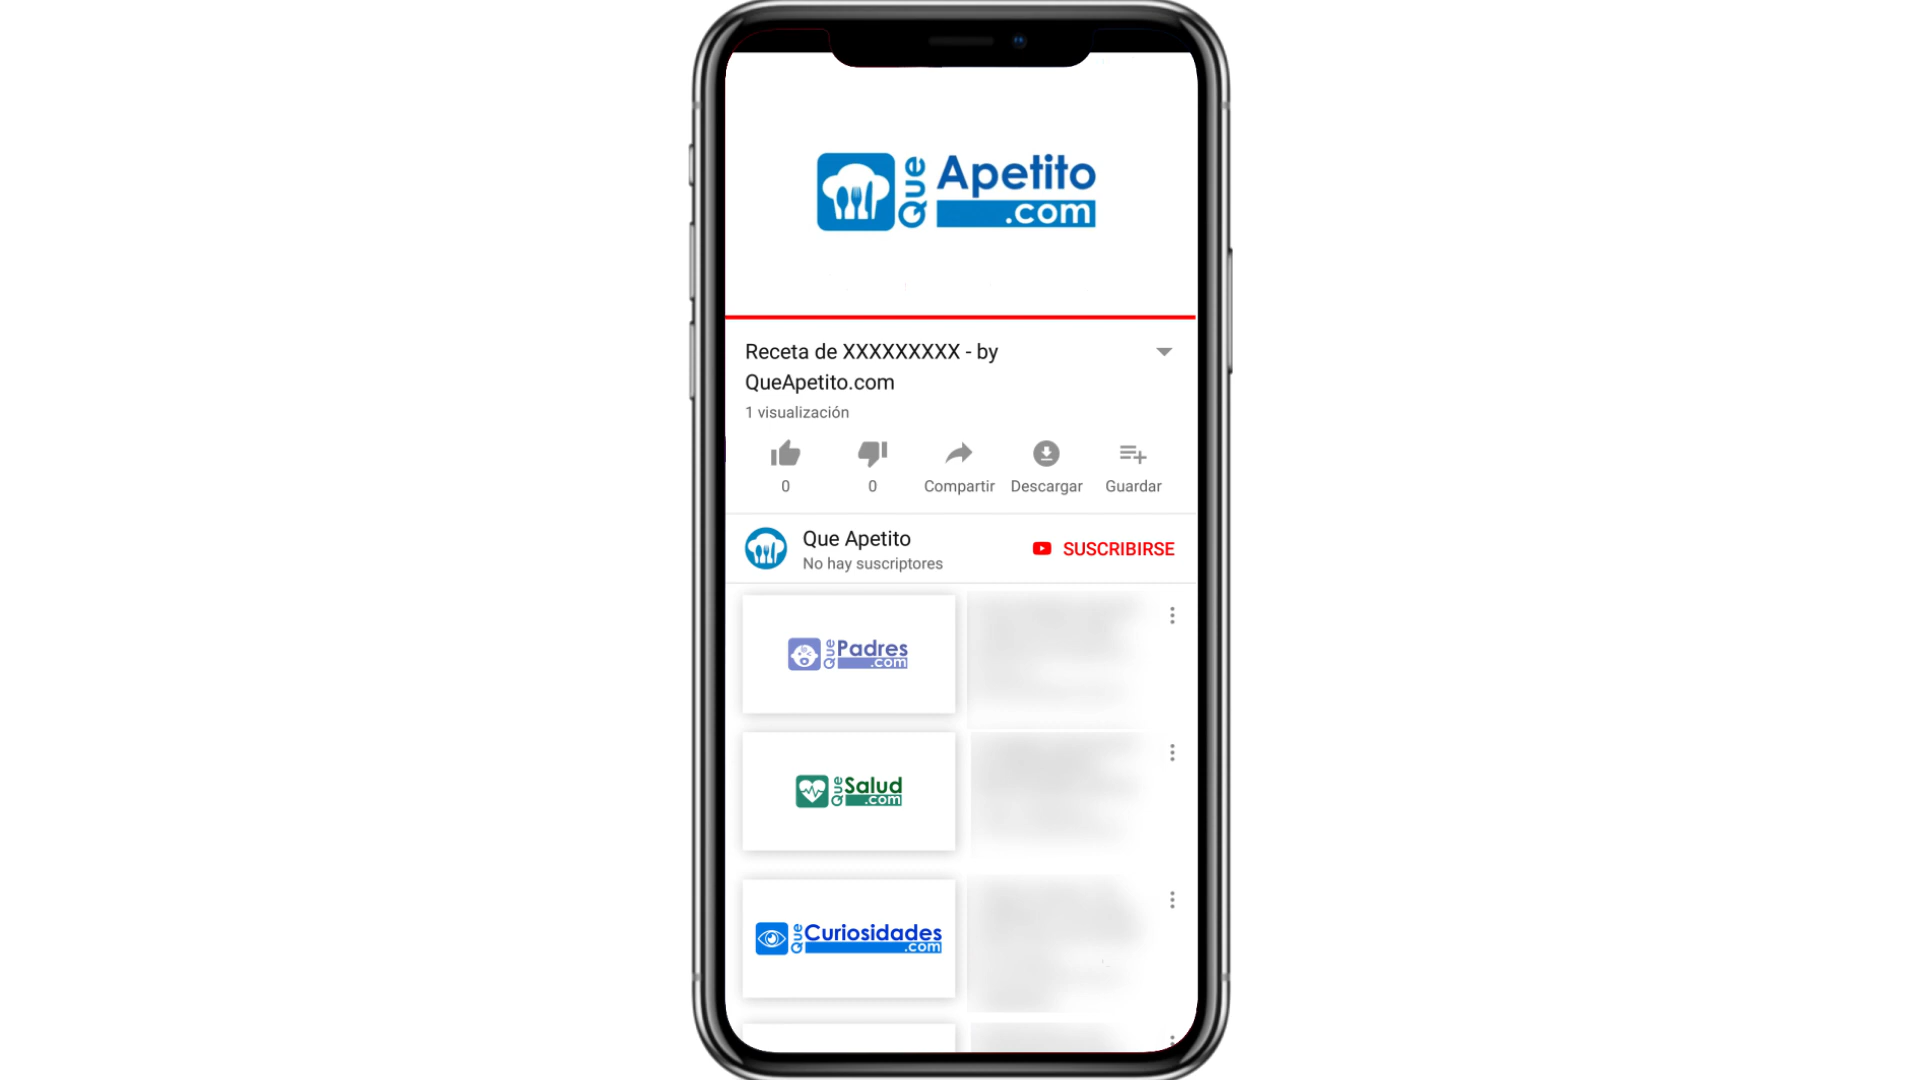 Que Apetito
.com
Receta de XXXXXXXXX - by
QueApetito.com
1 visualización
0
0
Compartir
Descargar
Guardar
Que Apetito
No hay suscriptores
SUSCRIBIRSE
Que Padres
.com
Que Salud
.com
Que Curiosidades
.com